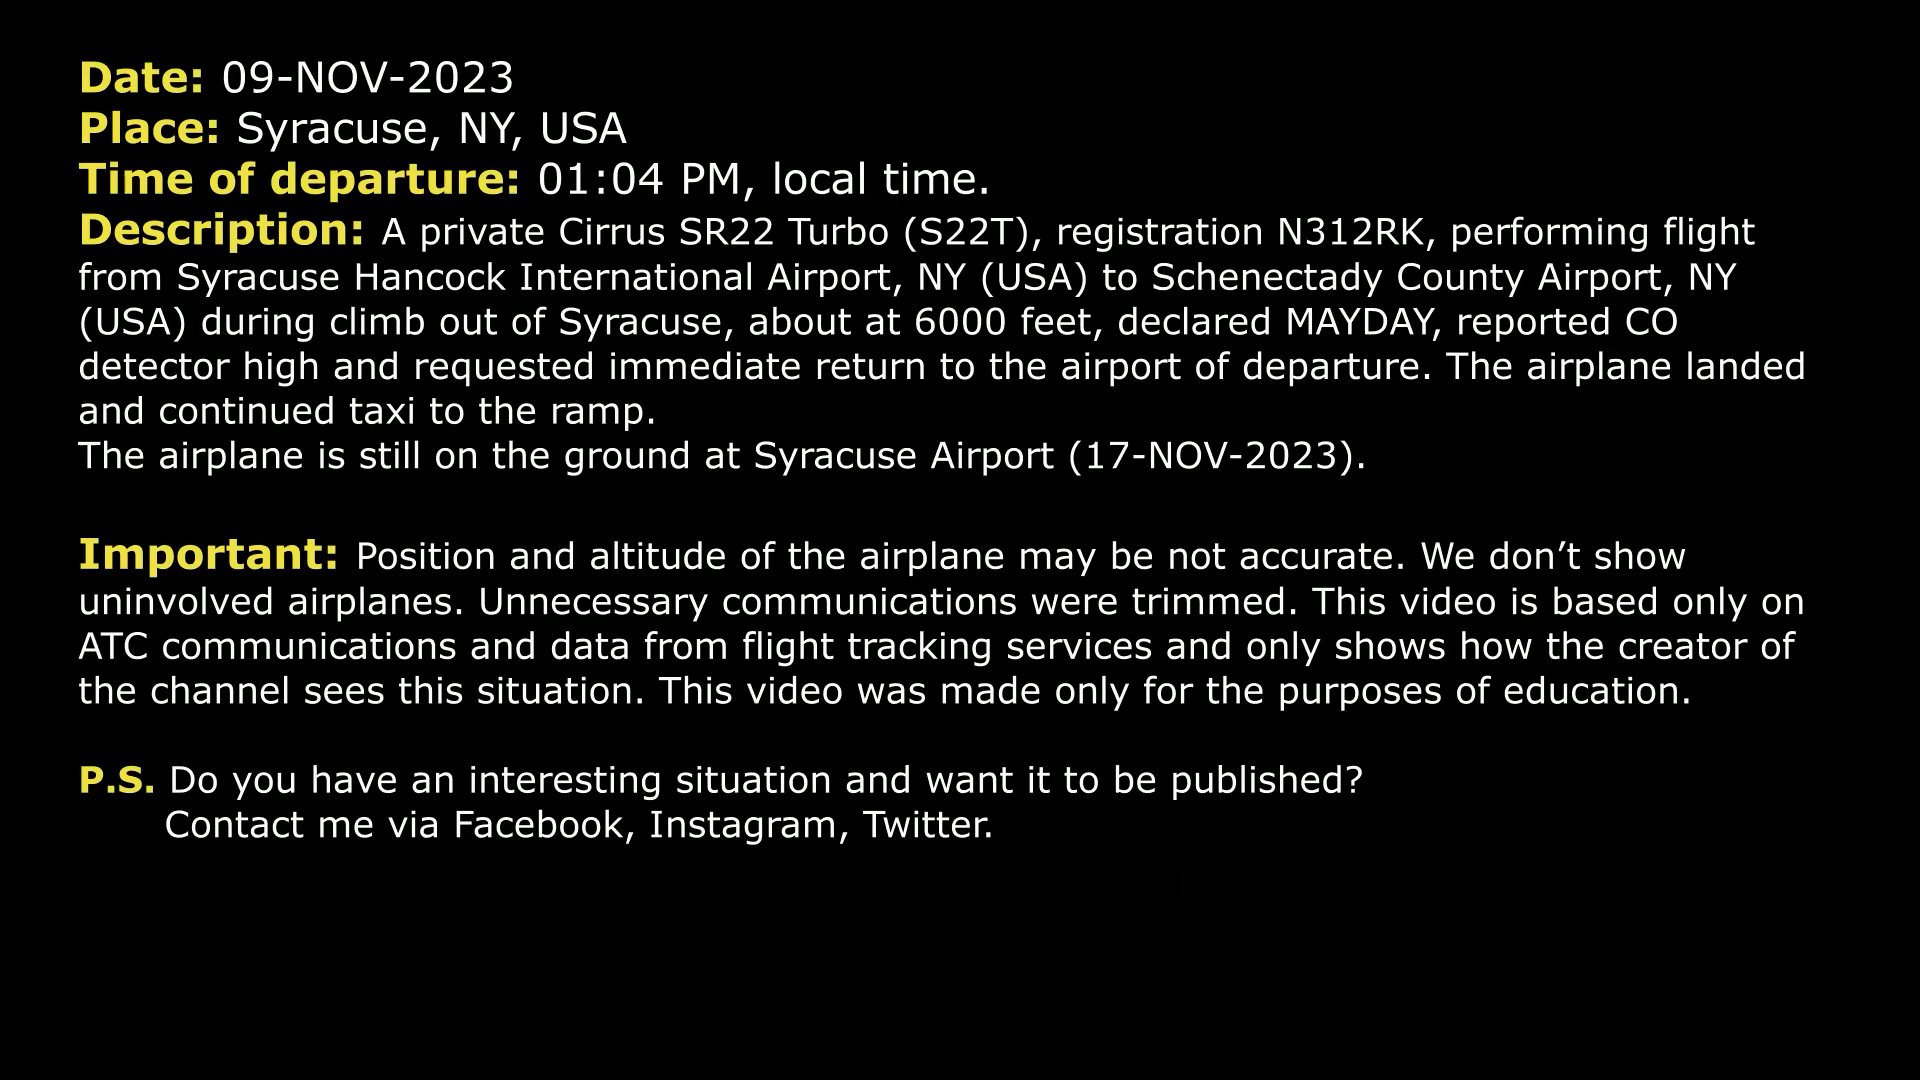 Date: 09-NOV-2023
Place: Syracuse, NY, USA
Time of departure: 01:04 PM, local time.
Description: A private Cirrus SR22 Turbo (S22T), registration N312RK, performing flight
from Syracuse Hancock International Airport, NY (USA) to Schenectady County Airport, NY
(USA) during climb out of Syracuse, about at 6000 feet, declared MAYDAY, reported CO
detector high and requested immediate return to the airport of departure. The airplane landed
and continued taxi to the ramp.
The airplane is still on the ground at Syracuse Airport (17-NOV-2023).
Important: Position and altitude of the airplane may be not accurate. We don’t show
uninvolved airplanes. Unnecessary communications were trimmed. This video is based only on
ATC communications and data from flight tracking services and only shows how the creator of
the channel sees this situation. This video was made only for the purposes of education.
P.S. Do you have an interesting situation and want it to be published?
Contact me via Facebook, Instagram, Twitter.